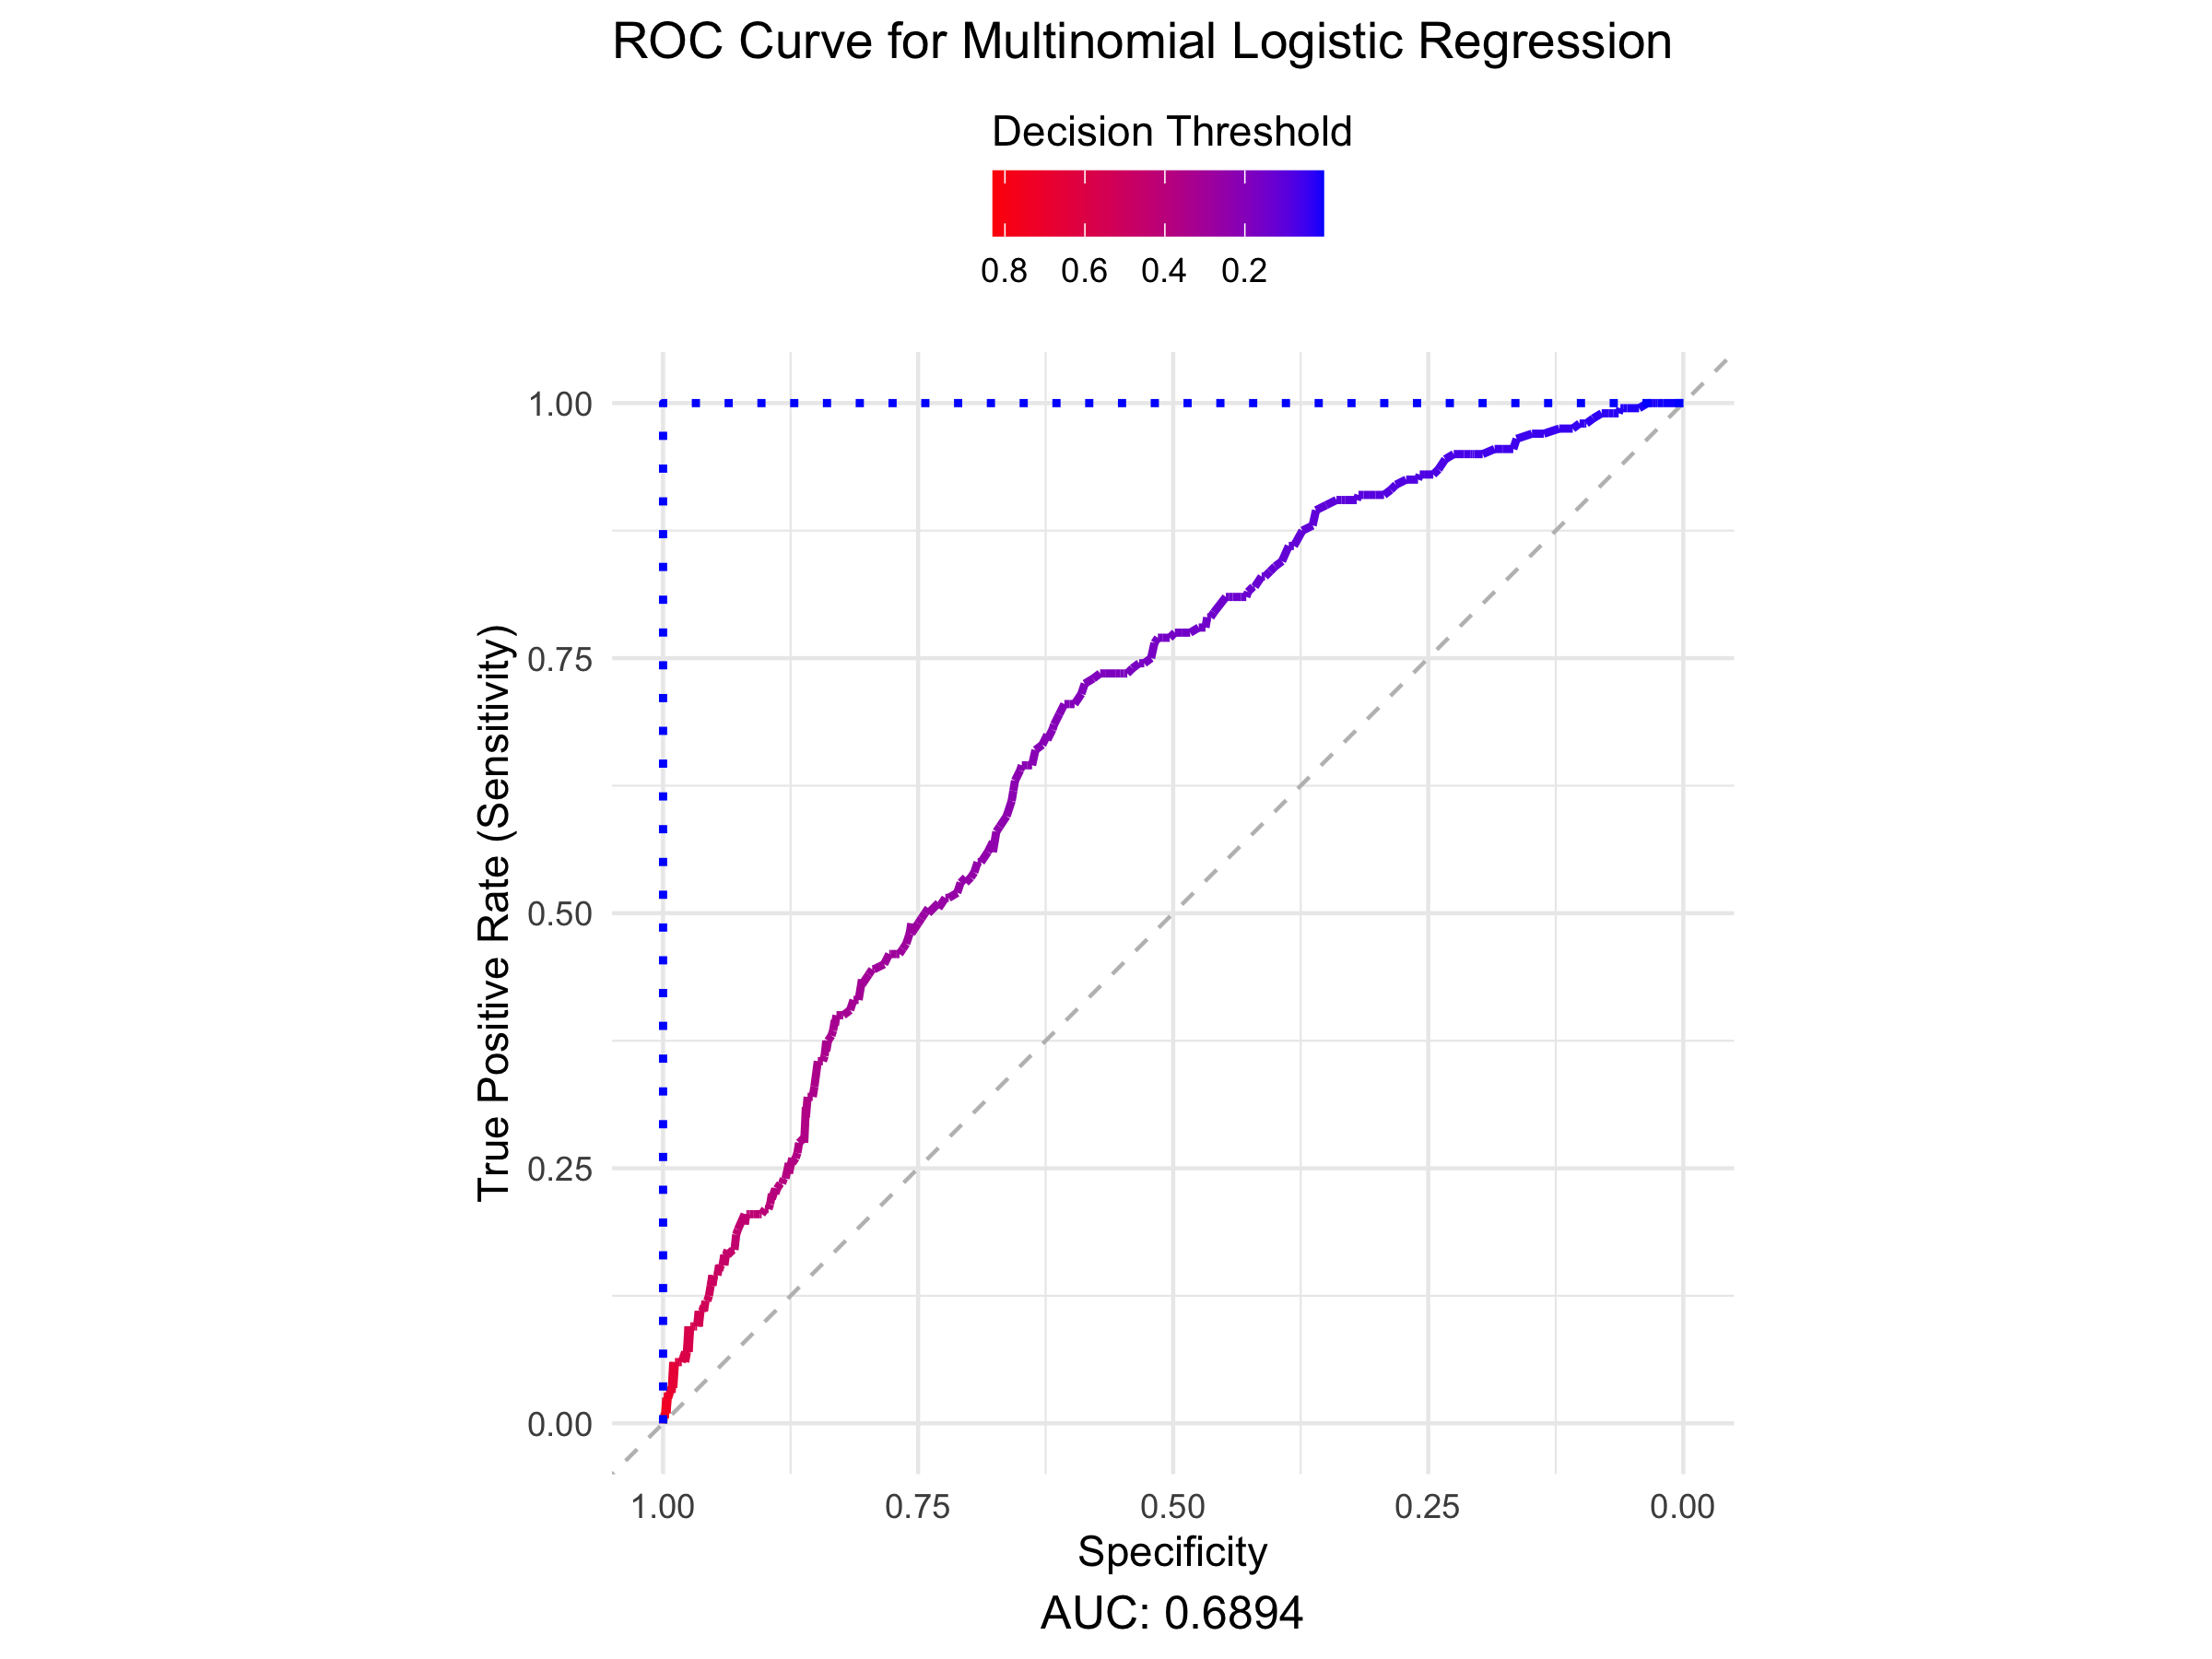 ROC Curve for Multinomial Logistic Regression
Decision Threshold
0.8 0.6 0.4 0.2
True Positive Rate (Sensitivity)
1.00
0.75
0.50
0.25
0.00
1.00 0.75 0.50 0.25 0.00
Specificity
AUC: 0.6894